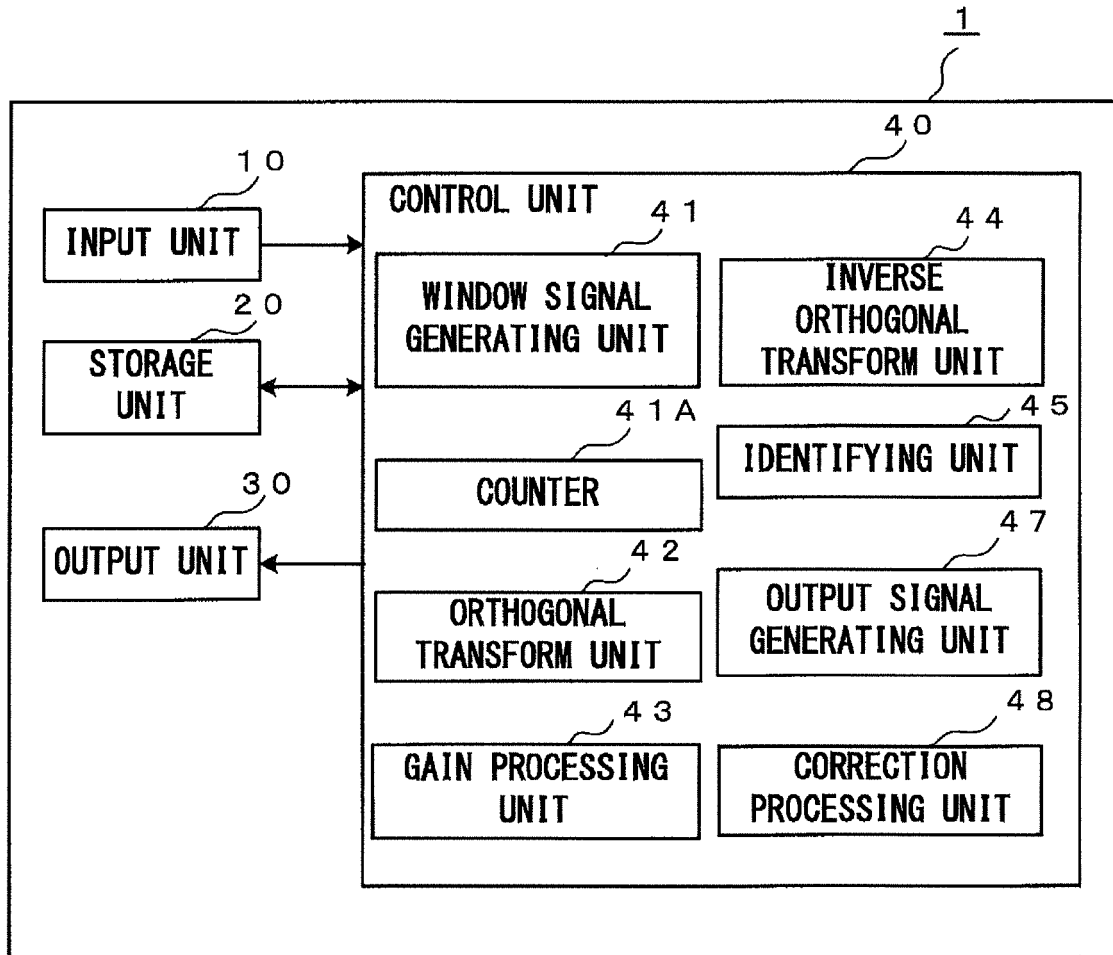 1
40
10
INPUT UNIT
20
STORAGE
UNIT
30
OUTPUT UNIT
CONTROL UNIT
41
WINDOW SIGNAL
GENERATING UNIT
41A
COUNTER
42
ORTHOGONAL
TRANSFORM UNIT
43
GAIN PROCESSING
UNIT
44
INVERSE
ORTHOGONAL
TRANSFORM UNIT
45
IDENTIFYING UNIT
47
OUTPUT SIGNAL
GENERATING UNIT
48
CORRECTION
PROCESSING UNIT